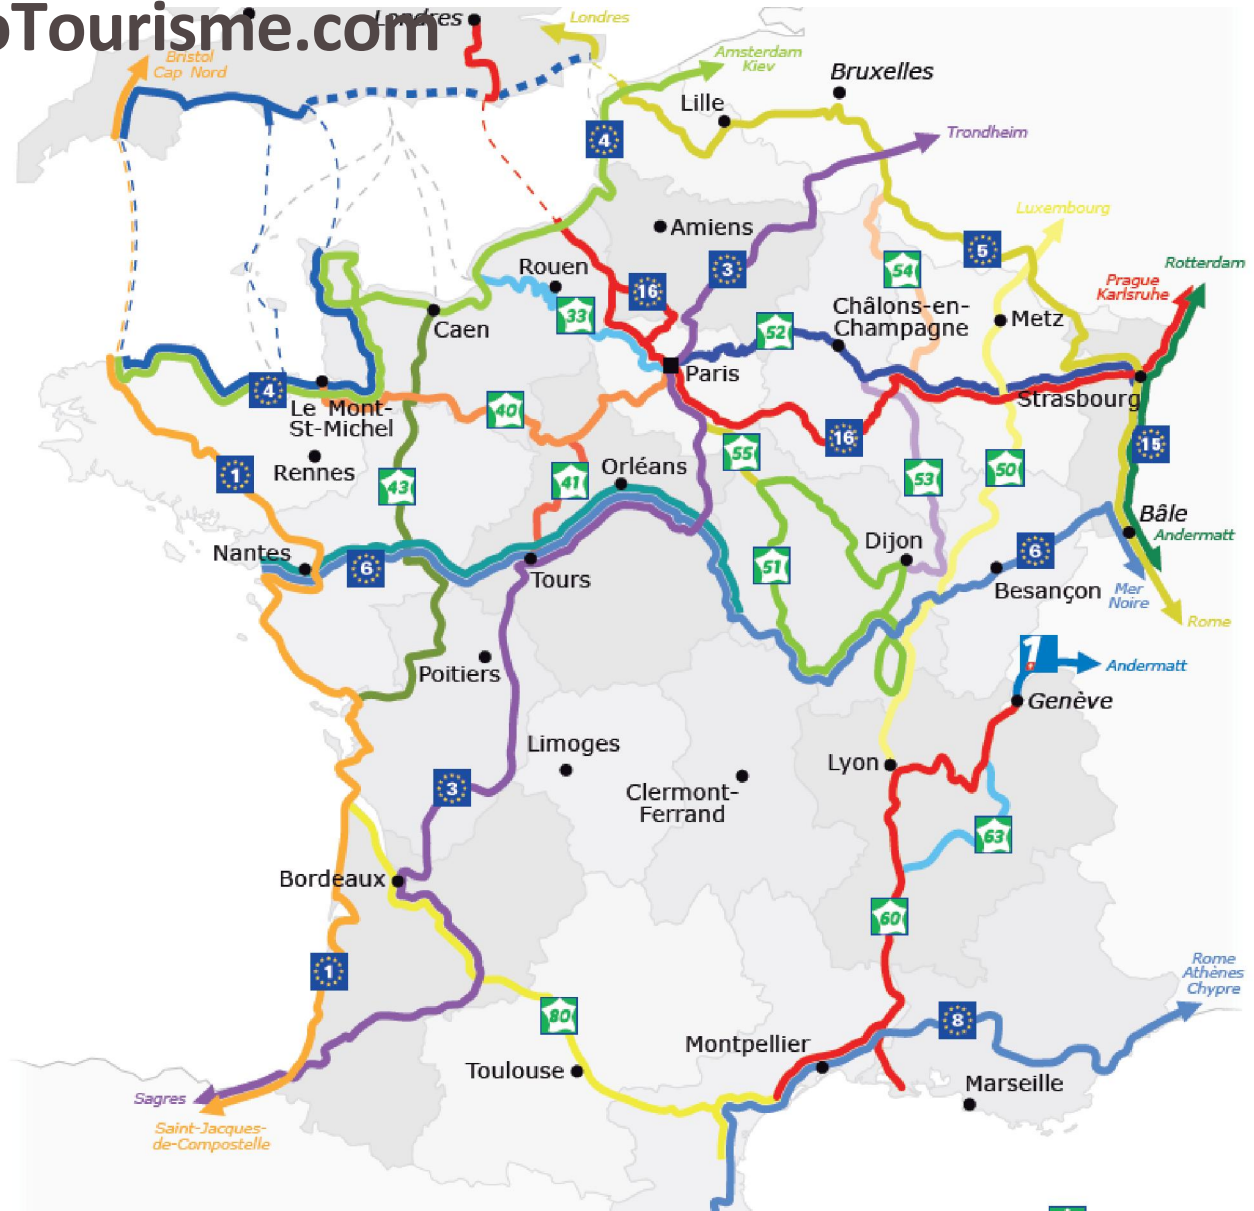 oTourisme.com
Londres
Londres
Bristol
Cap Nord
Amsterdam
Kiev
Bruxelles
Lille
4
Trondheim
Luxembourg
Amiens
5
Rotterdam
3
54
Rouen
16
Prague
Karlsruhe
33
Châlons-en-
Champagne
Metz
Caen
52
Paris
4
Le Mont-
St-Michel
40
Strasbourg
16
15
Rennes
1
43
41
Orléans
55
53
50
Bâle
Andermatt
Nantes
6
Tours
51
Dijon
6
Besançon
Mer
Noire
Rome
Poitiers
1
Andermatt
Genève
Limoges
Lyon
3
Clermont-
Ferrand
63
Bordeaux
60
1
Rome
Athènes
Chypre
80
8
Montpellier
Toulouse
Marseille
Sagres
Saint-Jacques-
de-Compostelle